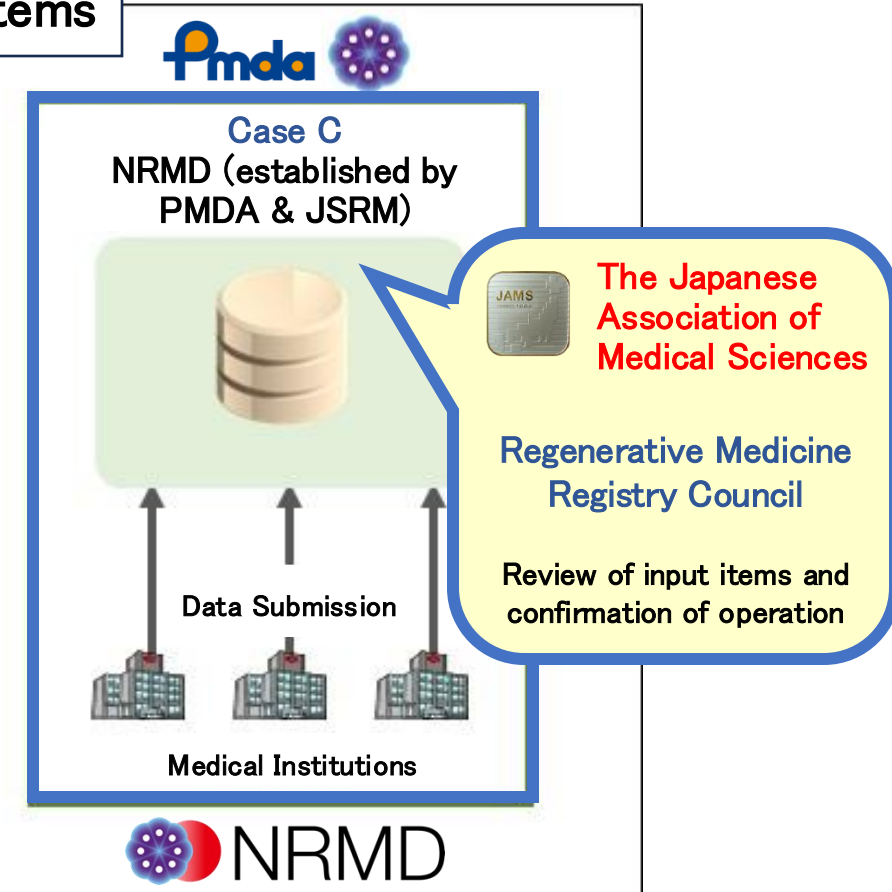 tems
Pmda
Case C
NRMD (established by
PMDA & JSRM)
JAMS
The Japanese
Association of
Medical Sciences
Regenerative Medicine
Registry Council
Review of input items and
confirmation of operation
Data Submission
Medical Institutions
NRMD